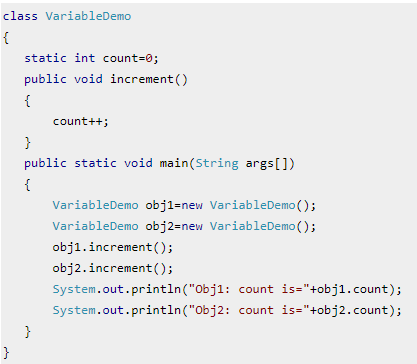 class VariableDemo
{
   static int count=0;
   public void increment()
   {
       count++;
   }
   public static void main(String args[])
   {
       VariableDemo obj1=new VariableDemo();
       VariableDemo obj2=new VariableDemo();
       obj1.increment();
       obj2.increment();
       System.out.println("Obj1: count is="+obj1.count);
       System.out.println("Obj2: count is="+obj2.count);
   }
}